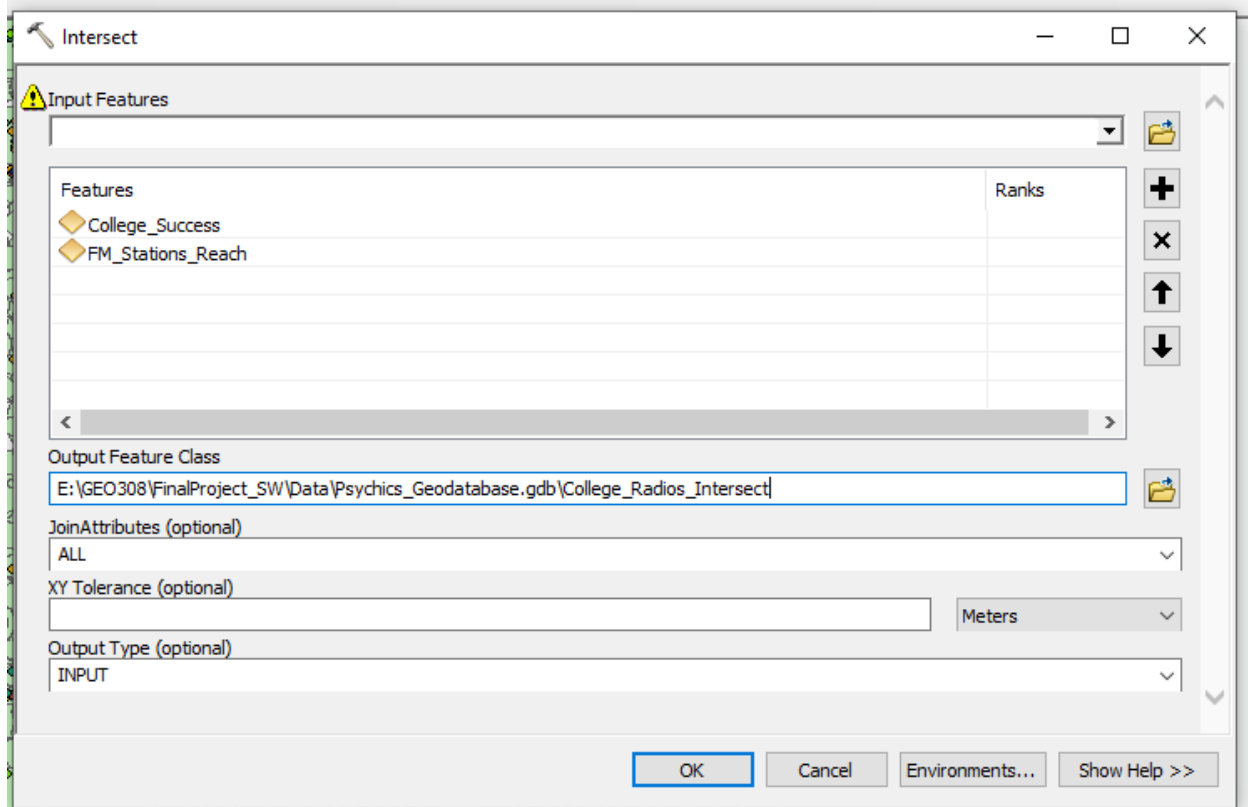 Intersect
Input Features
Features Ranks
College_Success
FM_Stations_Reach
Output Feature Class
E:\GEO308\FinalProject_SW\Data\Psychics_Geodatabase.gdb\College_Radios_Intersect
JoinAttributes (optional)
ALL
XY Tolerance (optional)
Meters
Output Type (optional)
INPUT
OK Cancel Environments... Show Help >>